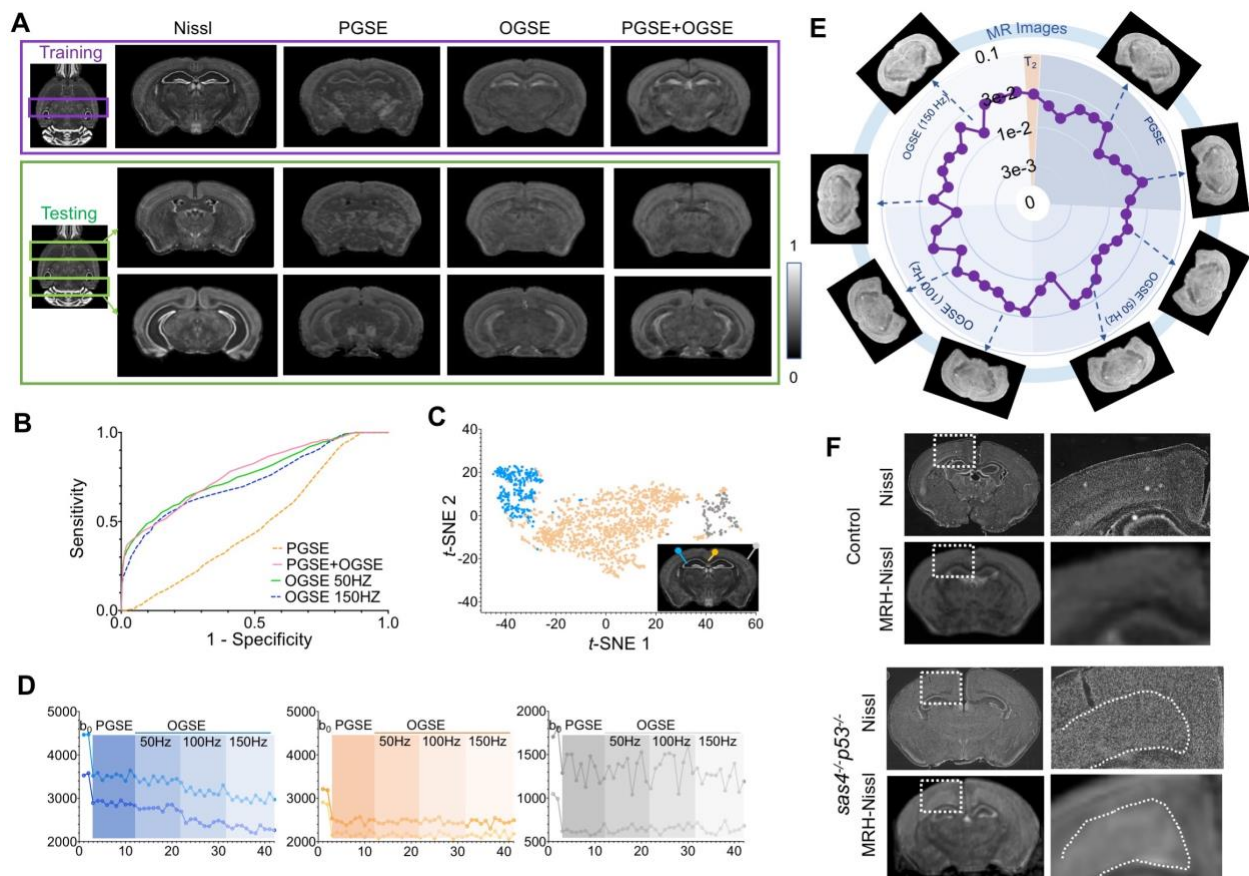 A
Nissl
PGSE
OGSE
PGSE+OGSE
Training
Testing
1
0
B
1.0
0.5
0.0
Sensitivity
0.0
0.5
1.0
1 - Specificity
PGSE
PGSE+OGSE
OGSE 50HZ
OGSE 150HZ
C
40
20
0
-20
-40
t-SNE 2
-40
-20
0
20
40
60
t-SNE 1
D
5000
4000
3000
2000
b0 PGSE OGSE
50Hz 100Hz 150Hz
0 10 20 30 40
5000
4000
3000
2000
b0 PGSE OGSE
50Hz 100Hz 150Hz
0 10 20 30 40
2000
1500
1000
500
b0 PGSE OGSE
50Hz 100Hz 150Hz
0 10 20 30 40
E
MR Images
0.1
T2
3e-2
1e-2
3e-3
0
PGSE
OGSE (50 Hz)
OGSE (100 Hz)
OGSE (150 Hz)
F
Control
Nissl
MRH-Nissl
sas4-/-p53-/-
Nissl
MRH-Nissl